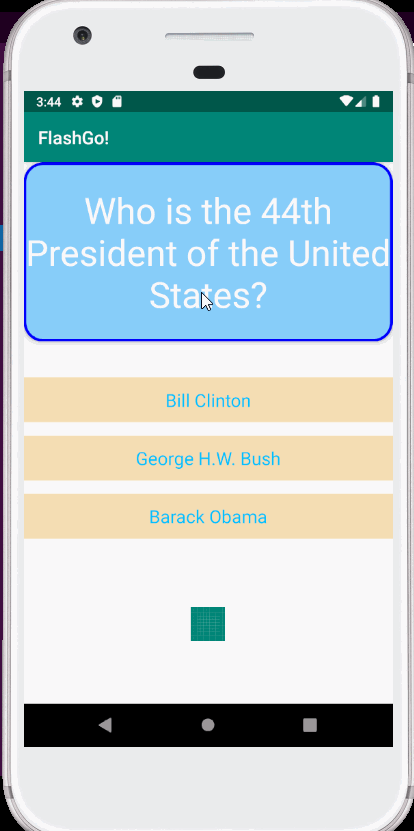 3:44
FlashGo!
Who is the 44th
President of the United
States?
Bill Clinton
George H.W. Bush
Barack Obama